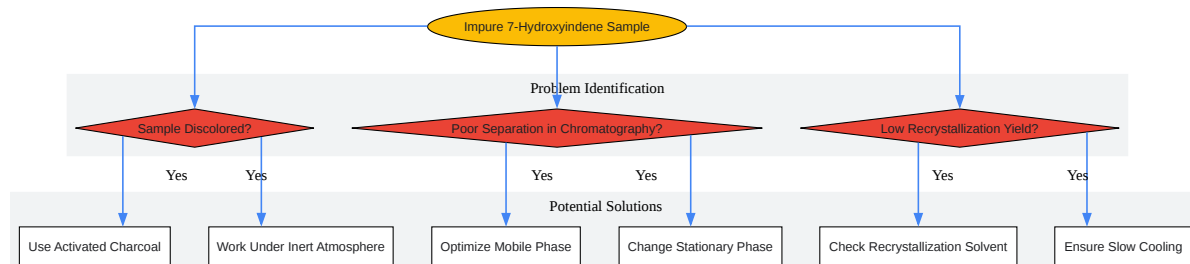 Impure 7-Hydroxyindene Sample
Problem Identification
Sample Discolored?
Poor Separation in Chromatography?
Low Recrystallization Yield?
Yes
Yes
Yes
Yes
Yes
Yes
Potential Solutions
Use Activated Charcoal
Work Under Inert Atmosphere
Optimize Mobile Phase
Change Stationary Phase
Check Recrystallization Solvent
Ensure Slow Cooling